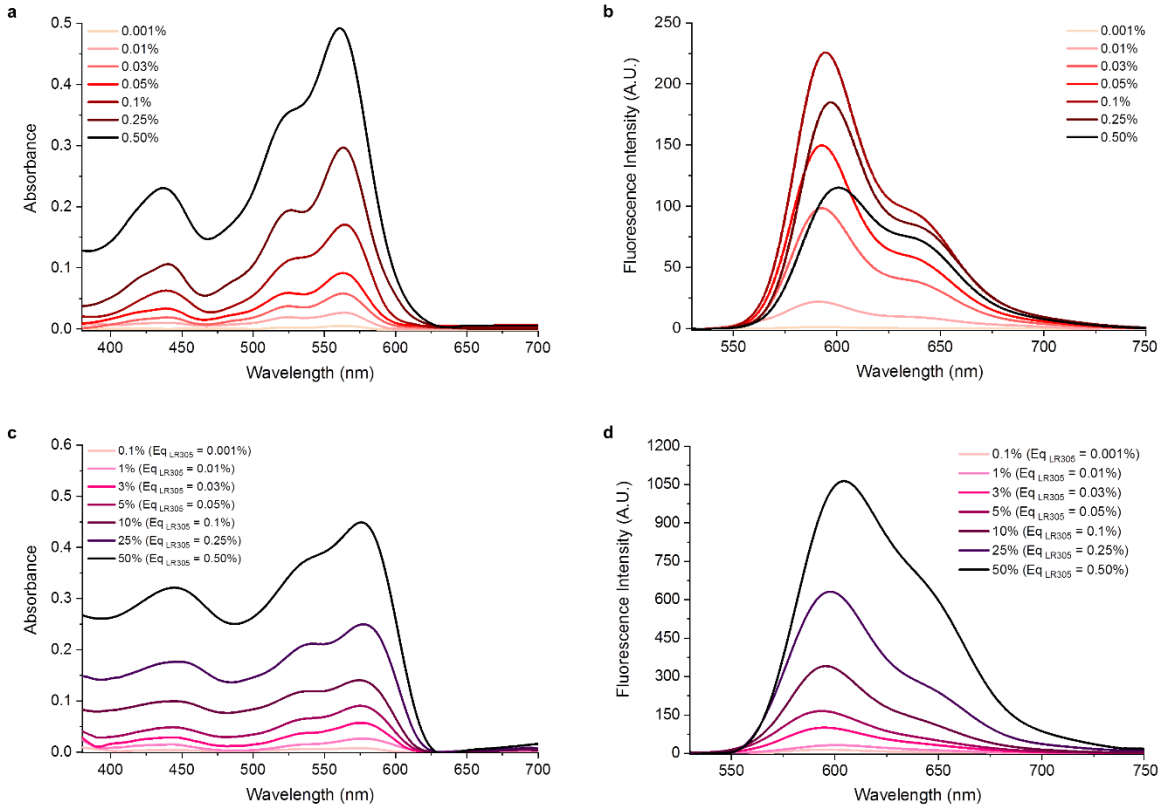 a
0.5
0.4
0.3
0.2
0.1
0.0
Absorbance
0.001%
0.01%
0.03%
0.05%
0.1%
0.25%
0.50%
400 450 500 550 600 650 700
Wavelength (nm)
b
250
225
200
175
150
125
100
75
50
25
0
Fluorescence Intensity (A.U.)
0.001%
0.01%
0.03%
0.05%
0.1%
0.25%
0.50%
550 600 650 700 750
Wavelength (nm)
c
0.6
0.5
0.4
0.3
0.2
0.1
0.0
Absorbance
0.1% (Eq LR305 = 0.001%)
1% (Eq LR305 = 0.01%)
3% (Eq LR305 = 0.03%)
5% (Eq LR305 = 0.05%)
10% (Eq LR305 = 0.1%)
25% (Eq LR305 = 0.25%)
50% (Eq LR305 = 0.50%)
400 450 500 550 600 650 700
Wavelength (nm)
d
1200
1050
900
750
600
450
300
150
0
Fluorescence Intensity (A.U.)
0.1% (Eq LR305 = 0.001%)
1% (Eq LR305 = 0.01%)
3% (Eq LR305 = 0.03%)
5% (Eq LR305 = 0.05%)
10% (Eq LR305 = 0.1%)
25% (Eq LR305 = 0.25%)
50% (Eq LR305 = 0.50%)
550 600 650 700 750
Wavelength (nm)